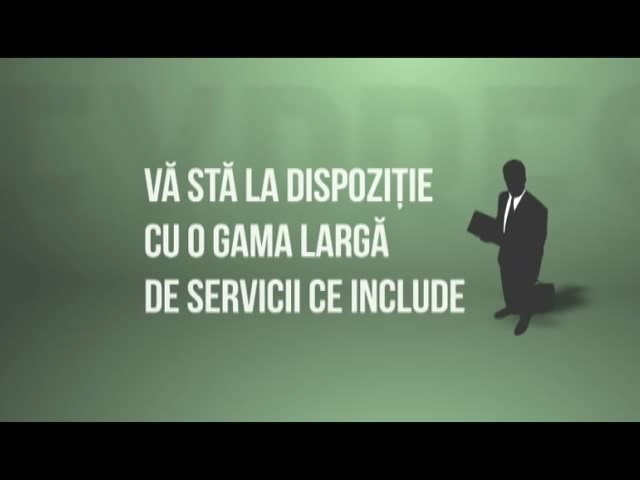 VĂ STĂ LA DISPOZIȚIE
CU O GAMA LARGĂ
DE SERVICII CE INCLUDE